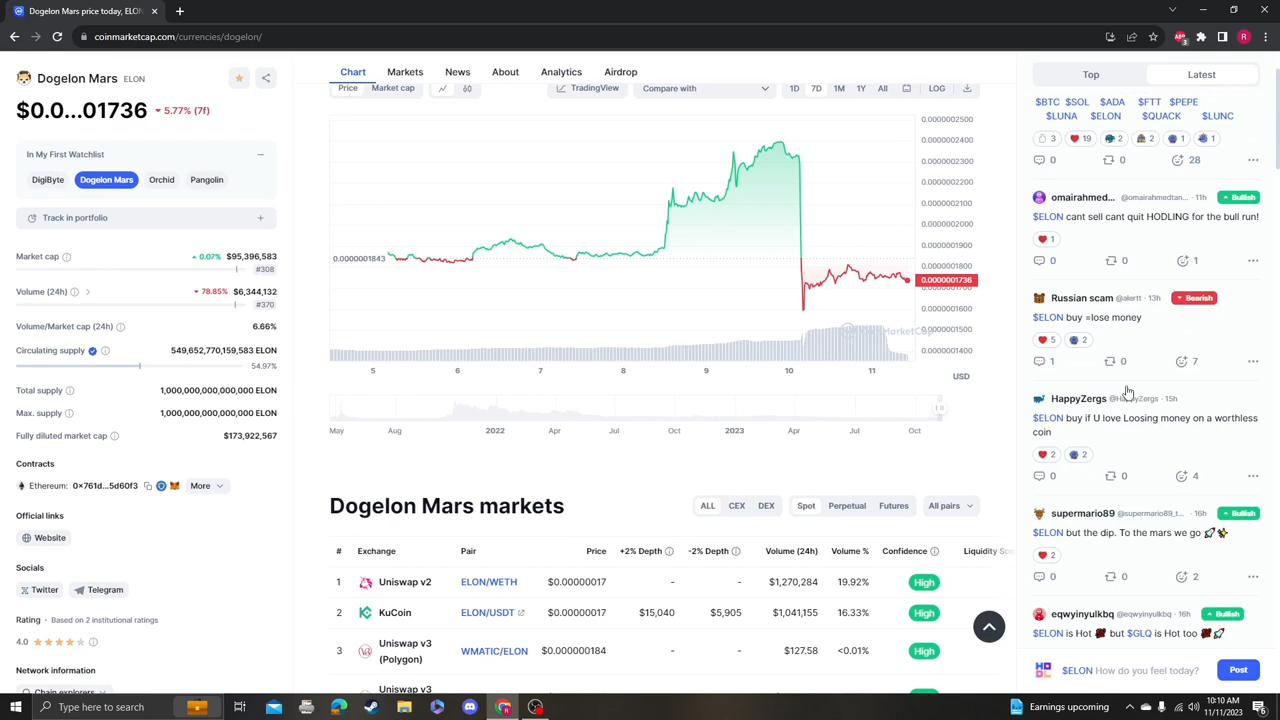 Dogelon Mars price today, ELON
coinmarketcap.com/currencies/dogelon/
R
3
Dogelon Mars ELON
$0.0...01736 5.77% (7f)
In My First Watchlist
DigiByte Dogelon Mars Orchid Pangolin
Track in portfolio
Market cap 0.07% $95,396,583
#308
Volume (24h) 78.85% $6,344,132
#370
Volume/Market cap (24h) 6.66%
Circulating supply 549,652,770,159,583 ELON
54.97%
Total supply 1,000,000,000,000,000 ELON
Max. supply 1,000,000,000,000,000 ELON
Fully diluted market cap $173,922,567
Contracts
Ethereum: 0x761d...5d60f3 More
Official links
Website
Socials
Twitter Telegram
Rating · Based on 2 institutional ratings
4.0
Network information
Chain explorers
Chart Markets News About Analytics Airdrop
Price Market cap TradingView Compare with 1D 7D 1M 1Y All LOG
0.0000002500
0.0000002400
0.0000002300
0.0000002200
0.0000002100
0.0000002000
0.0000001900
0.0000001843
0.0000001800
0.0000001736
0.0000001700
0.0000001600
0.0000001500
0.0000001400
5 6 7 8 9 10 11 USD
May Aug 2022 Apr Jul Oct 2023 Apr Jul Oct
Dogelon Mars markets
ALL CEX DEX Spot Perpetual Futures All pairs
# Exchange Pair Price +2% Depth -2% Depth Volume (24h) Volume % Confidence Liquidity Sco
1 Uniswap v2 ELON/WETH $0.00000017 - - $1,270,284 19.92% High
2 KuCoin ELON/USDT $0.00000017 $15,040 $5,905 $1,041,155 16.33% High
3 Uniswap v3 (Polygon) WMATIC/ELON $0.000000184 - - $127.58 <0.01% High
Uniswap v3
Top Latest
$BTC $SOL $ADA $FTT $PEPE
$LUNA $ELON $QUACK $LUNC
3 19 2 2 1 1
0 0 28
omairahmed... @omairahmedtan... · 11h Bullish
$ELON cant sell cant quit HODLING for the bull run!
1
0 0 1
Russian scam @alertt · 13h Bearish
$ELON buy =lose money
5 2
1 0 7
HappyZergs @HappyZergs · 15h
$ELON buy if U love Loosing money on a worthless
coin
2 2
0 0 4
supermario89 @supermario89_t... · 16h Bullish
$ELON but the dip. To the mars we go
2
0 0 2
eqwyinyulkbq @eqwyinyulkbq · 16h Bullish
$ELON is Hot but $GLQ is Hot too
$ELON How do you feel today? Post
Type here to search
Earnings upcoming
10:10 AM
11/11/2023
6